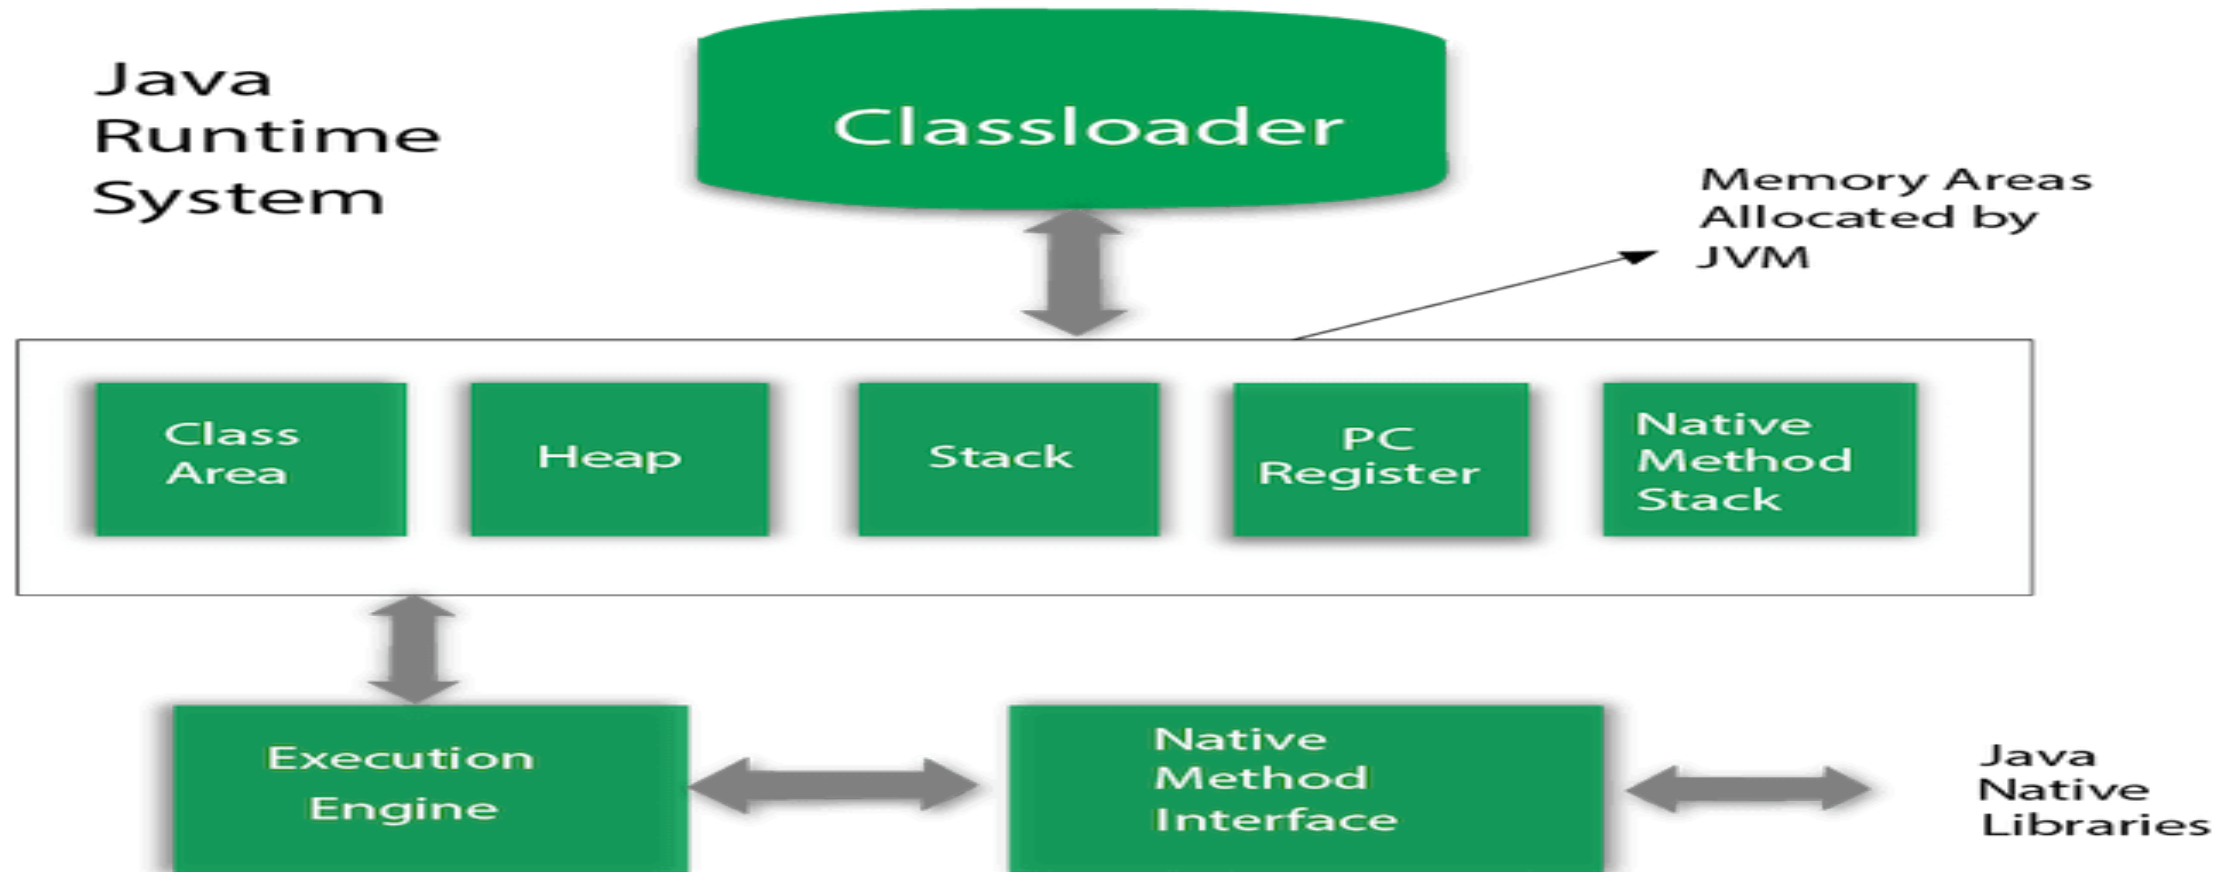 Java
Runtime
System
Classloader
Memory Areas
Allocated by
JVM
Class
Area
Heap
Stack
PC
Register
Native
Method
Stack
Execution
Engine
Native
Method
Interface
Java
Native
Libraries